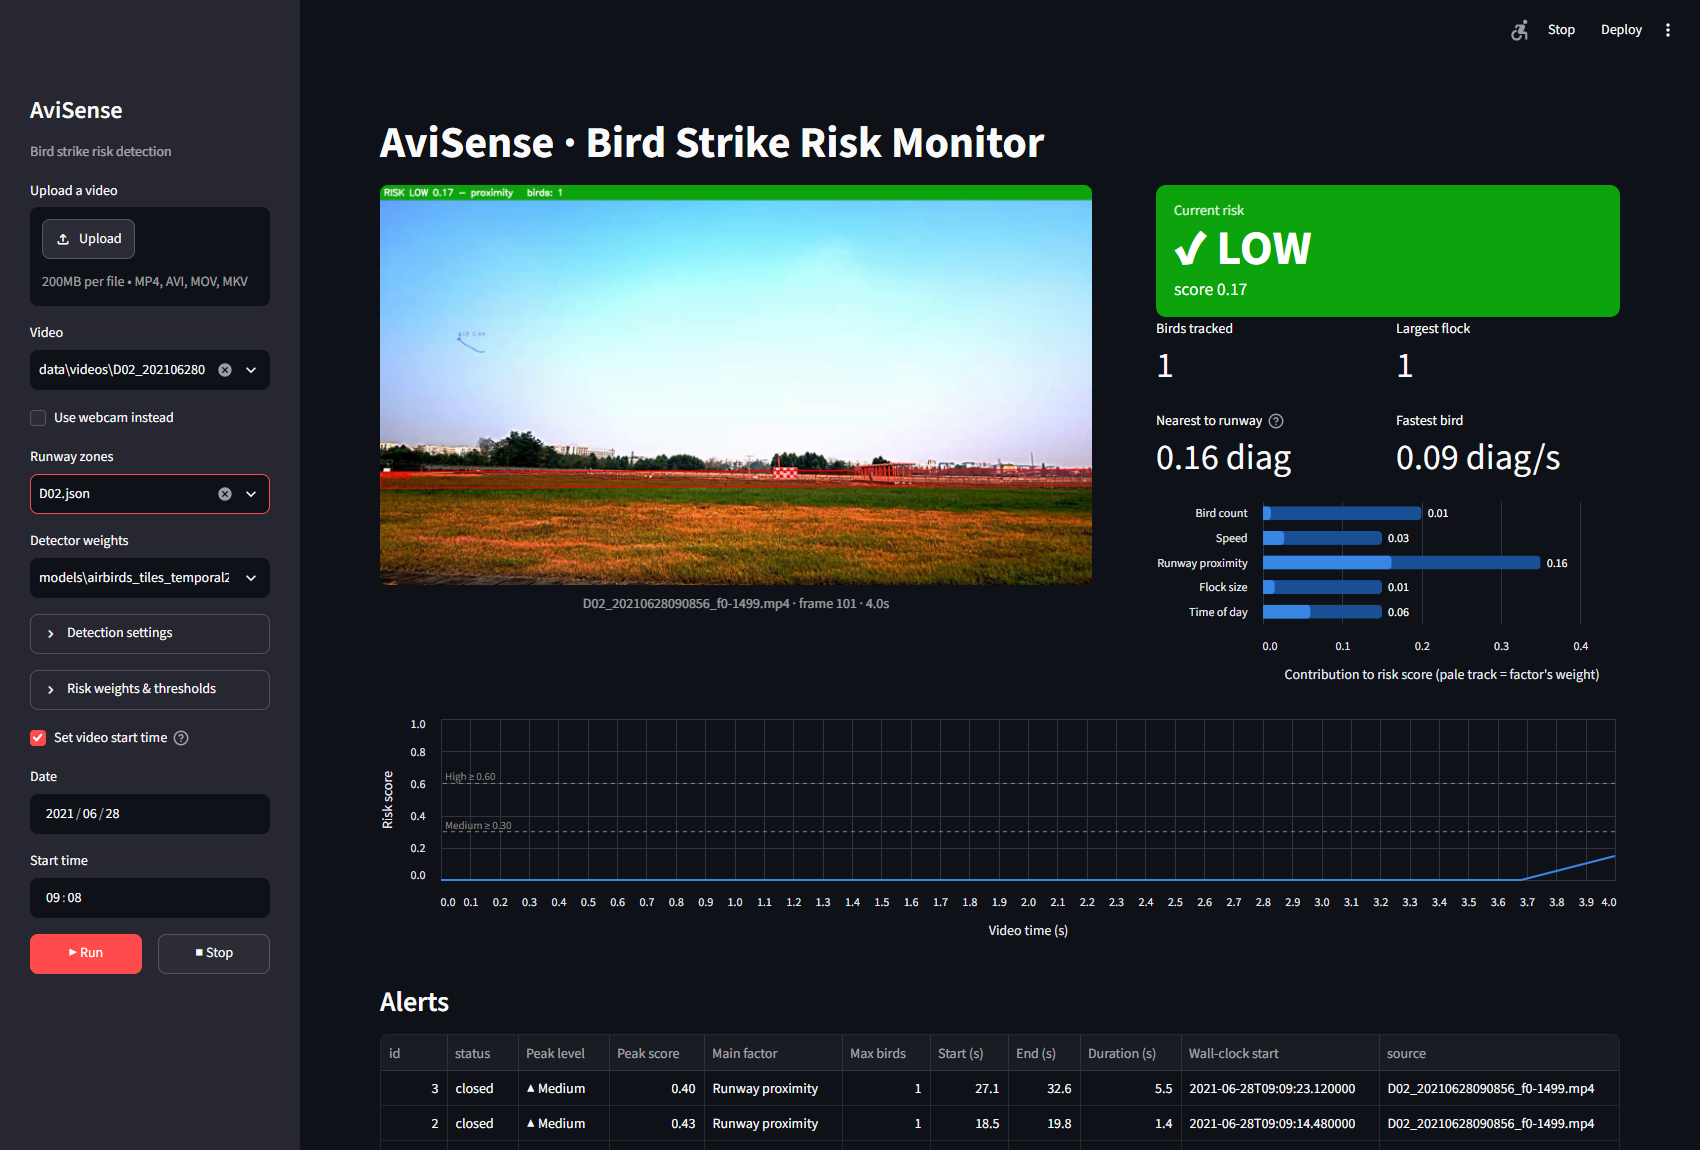 Stop
Deploy
AviSense
Bird strike risk detection
Upload a video
Upload
200MB per file • MP4, AVI, MOV, MKV
Video
data\videos\D02_202106280
Use webcam instead
Runway zones
D02.json
Detector weights
models\airbirds_tiles_temporal2
Detection settings
Risk weights & thresholds
Set video start time
Date
2021/06/28
Start time
09:08
Run
Stop
AviSense · Bird Strike Risk Monitor
RISK LOW 0.17 — proximity birds: 1
D02_20210628090856_f0-1499.mp4 · frame 101 · 4.0s
Current risk
✓ LOW
score 0.17
Birds tracked
1
Largest flock
1
Nearest to runway
0.16 diag
Fastest bird
0.09 diag/s
Bird count 0.01
Speed 0.03
Runway proximity 0.16
Flock size 0.01
Time of day 0.06
0.0 0.1 0.2 0.3 0.4
Contribution to risk score (pale track = factor's weight)
Risk score
1.0
0.8
High ≥ 0.60
0.6
0.4
Medium ≥ 0.30
0.2
0.0
0.0 0.1 0.2 0.3 0.4 0.5 0.6 0.7 0.8 0.9 1.0 1.1 1.2 1.3 1.4 1.5 1.6 1.7 1.8 1.9 2.0 2.1 2.2 2.3 2.4 2.5 2.6 2.7 2.8 2.9 3.0 3.1 3.2 3.3 3.4 3.5 3.6 3.7 3.8 3.9 4.0
Video time (s)
Alerts
id status Peak level Peak score Main factor Max birds Start (s) End (s) Duration (s) Wall-clock start source
3 closed ▲ Medium 0.40 Runway proximity 1 27.1 32.6 5.5 2021-06-28T09:09:23.120000 D02_20210628090856_f0-1499.mp4
2 closed ▲ Medium 0.43 Runway proximity 1 18.5 19.8 1.4 2021-06-28T09:09:14.480000 D02_20210628090856_f0-1499.mp4